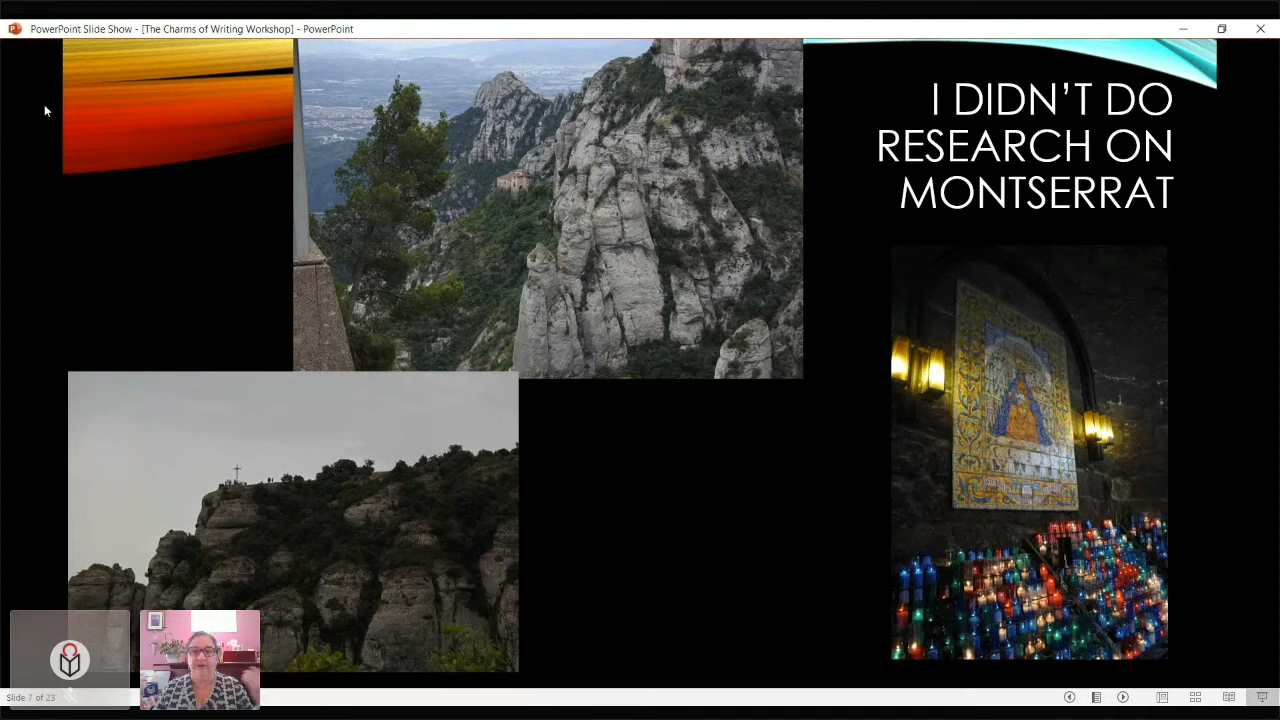 PowerPoint Slide Show - [The Charms of Writing Workshop] - PowerPoint
I DIDN'T DO
RESEARCH ON
MONTSERRAT
Slide 7 of 23